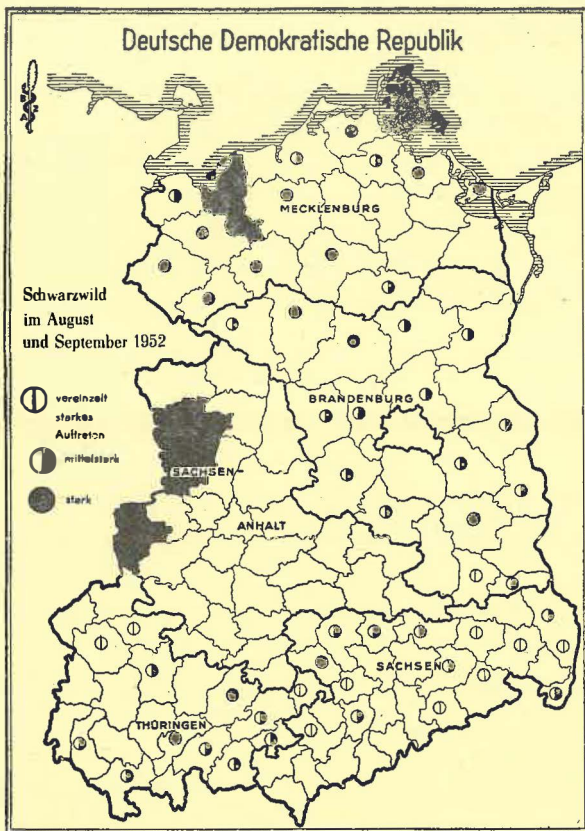 Deutsche Demokratische Republik
MECKLENBURG
Schwarzwild
im August
und September 1952
vereinzelt
starkes
Auftreten
mittelstark
stark
BRANDENBURG
SACHSEN-
ANHALT
SACHSEN
THÜRINGEN